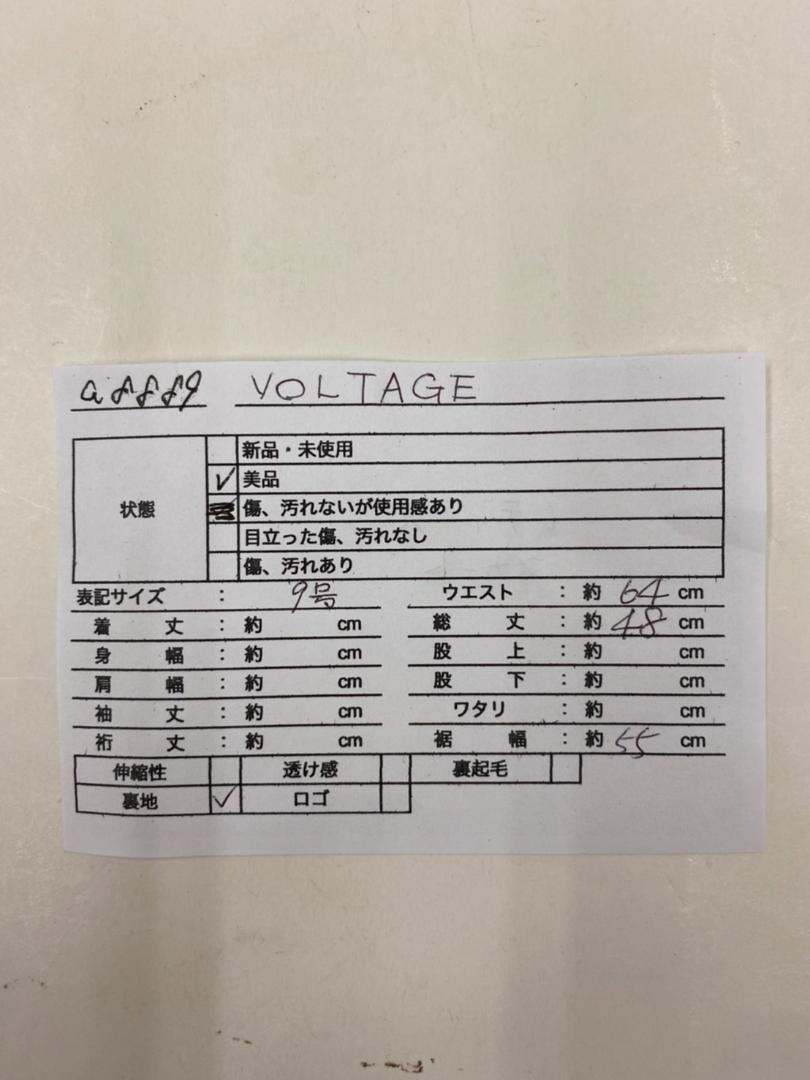 VOLTAGE
状態
新品・未使用
✓ 美品
傷、汚れないが使用感あり
目立った傷、汚れなし
傷、汚れあり
表記サイズ : 9号 ウエスト : 約 64 cm
着丈 : 約 cm 総丈 : 約 48 cm
身幅 : 約 cm 股上 : 約 cm
肩幅 : 約 cm 股下 : 約 cm
袖丈 : 約 cm ワタリ : 約 cm
裄丈 : 約 cm 裾幅 : 約 55 cm
伸縮性 透け感 裏起毛
裏地 ✓ ロゴ